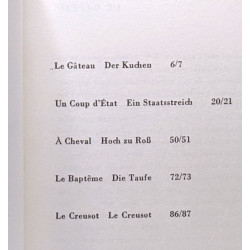 Le Gâteau Der Kuchen 6/7
Un Coup d'État Ein Staatsstreich 20/21
À Cheval Hoch zu Roß 50/51
Le Baptême Die Taufe 72/73
Le Creusot Le Creusot 86/87